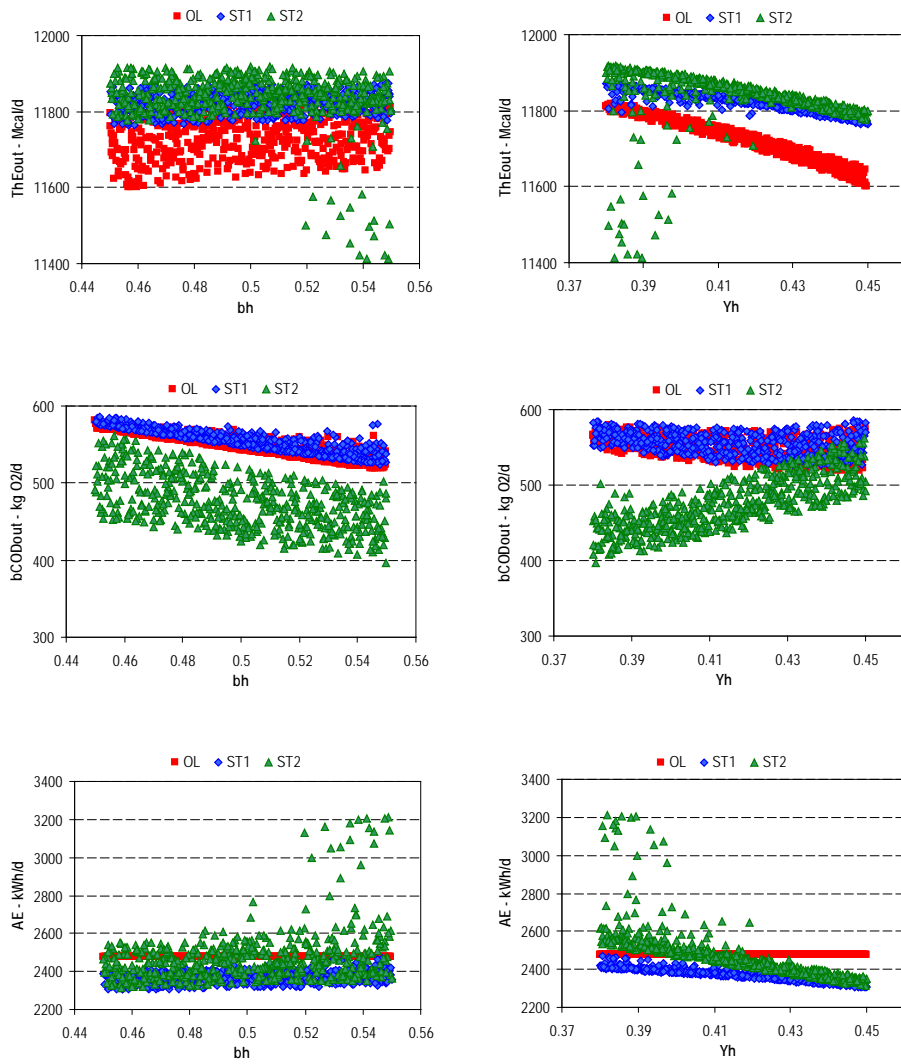 OL ST1 ST2
12000
11800
11600
11400
ThEout - Mcal/d
0.44 0.46 0.48 0.5 0.52 0.54 0.56
bh
OL ST1 ST2
12000
11800
11600
11400
ThEout - Mcal/d
0.37 0.39 0.41 0.43 0.45
Yh
OL ST1 ST2
600
500
400
300
bCODout - kg O2/d
0.44 0.46 0.48 0.5 0.52 0.54 0.56
bh
OL ST1 ST2
600
500
400
300
bCODout - kg O2/d
0.37 0.39 0.41 0.43 0.45
Yh
OL ST1 ST2
3400
3200
3000
2800
2600
2400
2200
AE - kWh/d
0.44 0.46 0.48 0.5 0.52 0.54 0.56
bh
OL ST1 ST2
3400
3200
3000
2800
2600
2400
2200
AE - kWh/d
0.37 0.39 0.41 0.43 0.45
Yh